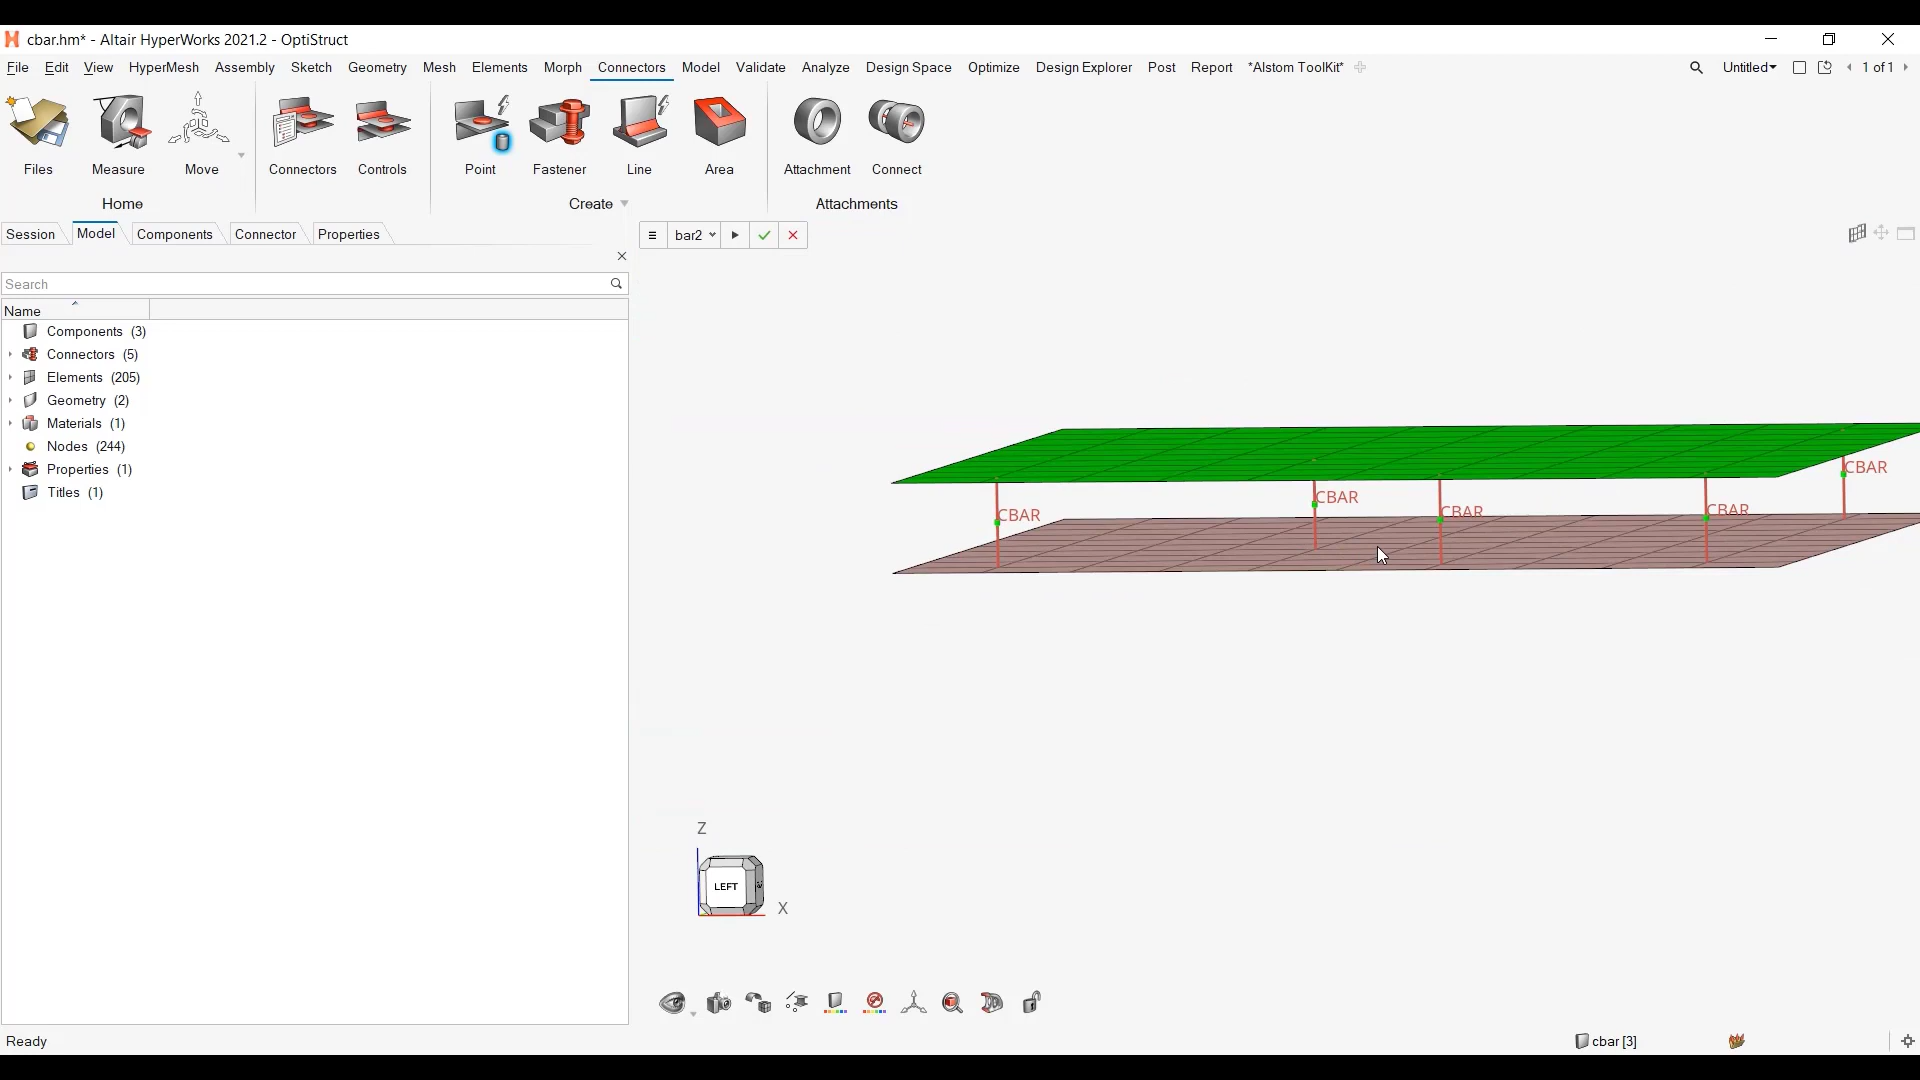 cbar.hm* - Altair HyperWorks 2021.2 - OptiStruct
File Edit View HyperMesh Assembly Sketch Geometry Mesh Elements Morph Connectors Model Validate Analyze Design Space Optimize Design Explorer Post Report *Alstom ToolKit* Untitled 1 of 1
Files Measure Move Connectors Controls Point Fastener Line Area Attachment Connect
Home Create Attachments
Session Model Components Connector Properties
bar2
Search
Name
Components (3)
Connectors (5)
Elements (205)
Geometry (2)
Materials (1)
Nodes (244)
Properties (1)
Titles (1)
CBAR
CBAR
CBAR
CBAR
CBAR
Z
LEFT
X
Ready
cbar [3]